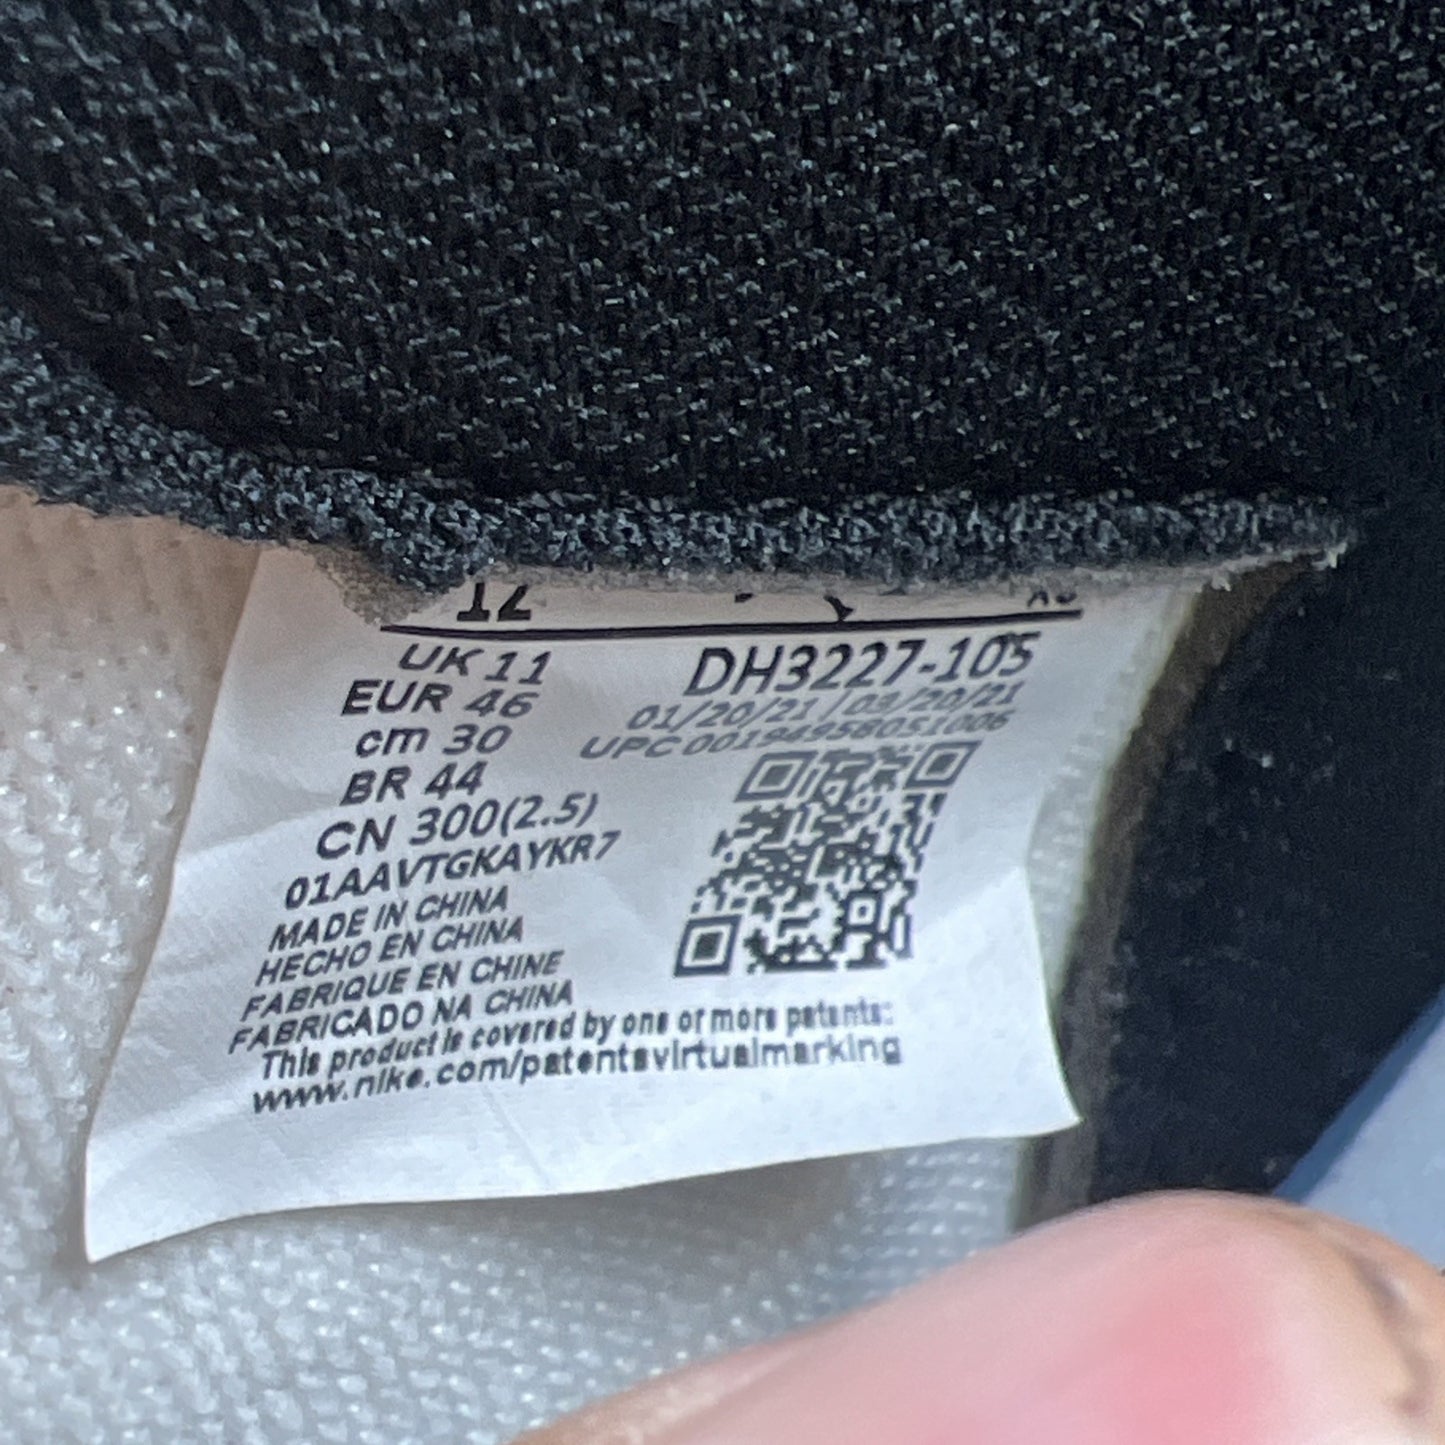 12
UK 11
EUR 46
cm 30
BR 44
CN 300(2.5)
01AAVTGKAYKR7
MADE IN CHINA
HECHO EN CHINA
FABRIQUE EN CHINE
FABRICADO NA CHINA
This product is covered by one or more patents:
www.nike.com/patentsvirtualmarking
DH3227-105
01/20/21 / 03/20/21
UPC 00194958051006